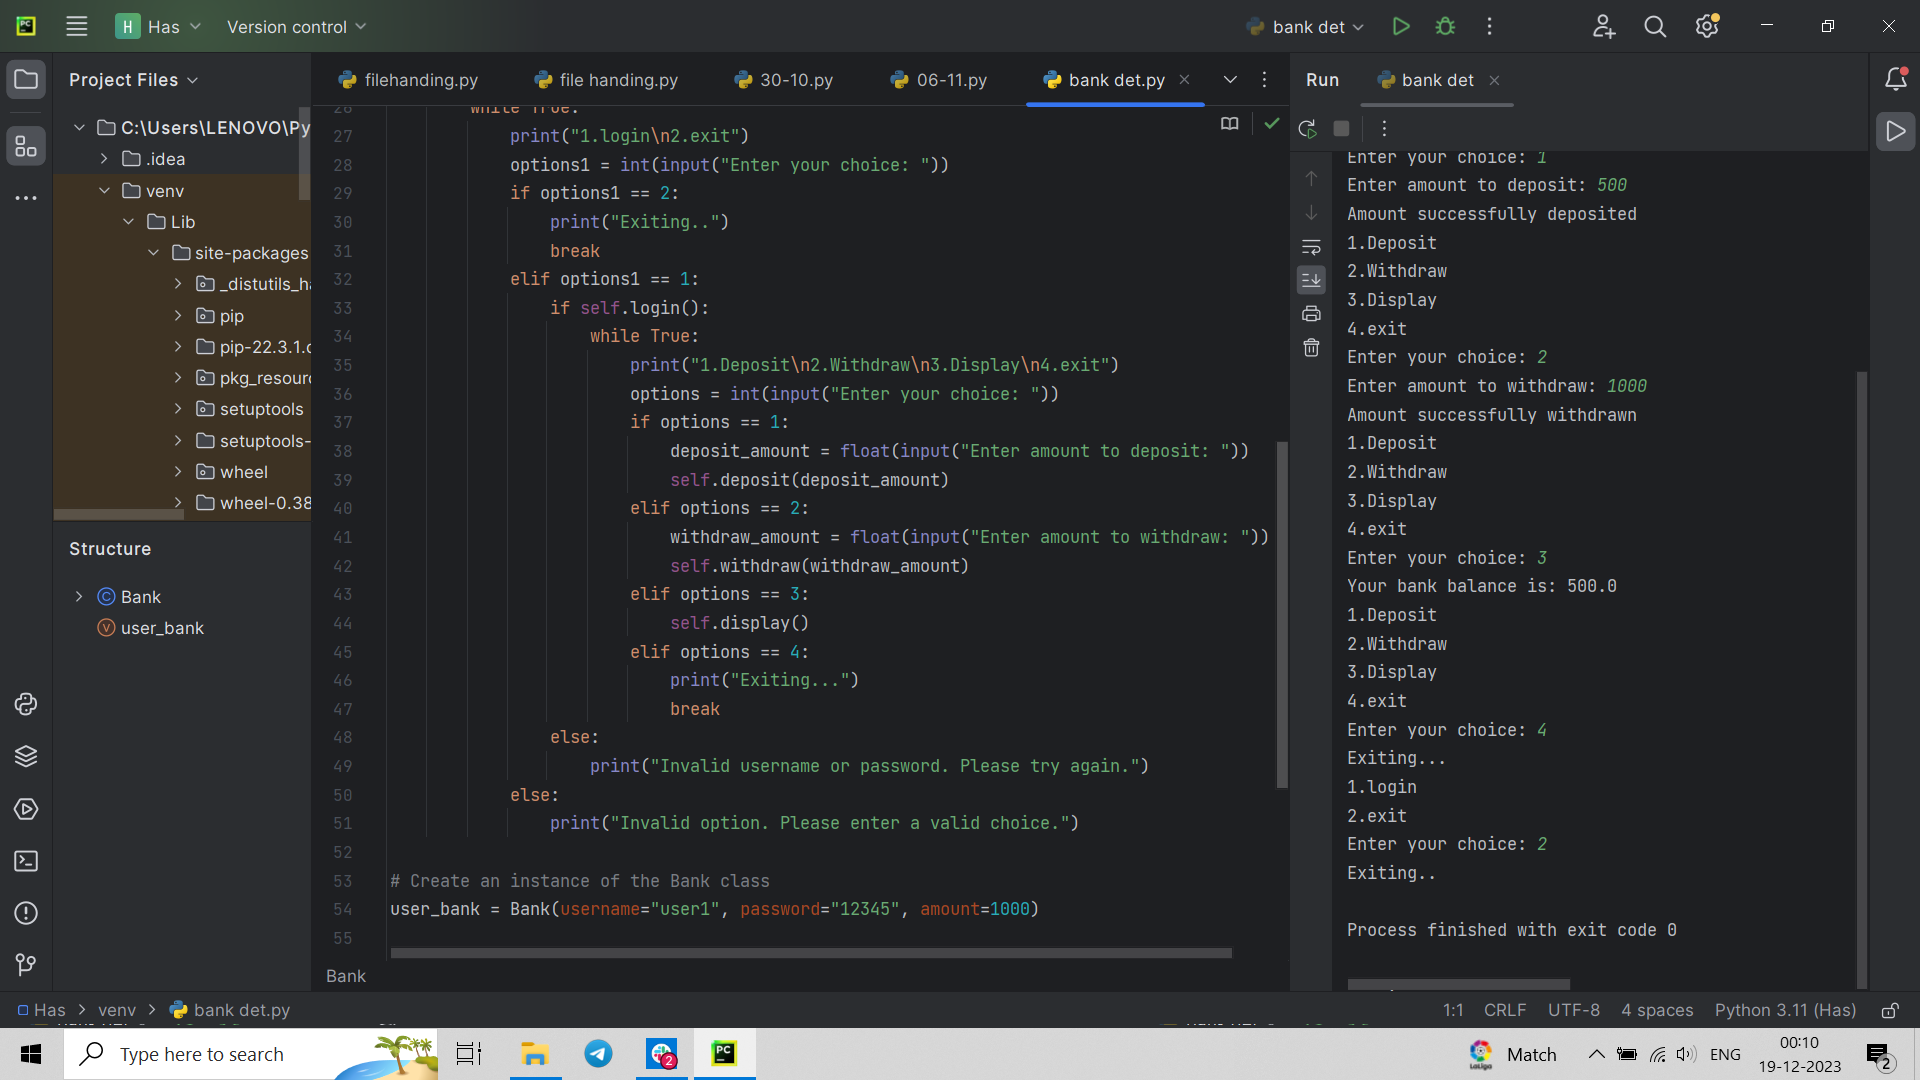 PC
H Has
Version control
bank det
Project Files
filehanding.py
file handing.py
30-10.py
06-11.py
bank det.py
Run
bank det
C:\Users\LENOVO\Py
.idea
venv
Lib
site-packages
_distutils_ha
pip
pip-22.3.1.d
pkg_resourc
setuptools
setuptools-
wheel
wheel-0.38
Structure
C Bank
V user_bank
26 while True:
27 print("1.login\n2.exit")
28 options1 = int(input("Enter your choice: "))
29 if options1 == 2:
30 print("Exiting..")
31 break
32 elif options1 == 1:
33 if self.login():
34 while True:
35 print("1.Deposit\n2.Withdraw\n3.Display\n4.exit")
36 options = int(input("Enter your choice: "))
37 if options == 1:
38 deposit_amount = float(input("Enter amount to deposit: "))
39 self.deposit(deposit_amount)
40 elif options == 2:
41 withdraw_amount = float(input("Enter amount to withdraw: "))
42 self.withdraw(withdraw_amount)
43 elif options == 3:
44 self.display()
45 elif options == 4:
46 print("Exiting...")
47 break
48 else:
49 print("Invalid username or password. Please try again.")
50 else:
51 print("Invalid option. Please enter a valid choice.")
52
53 # Create an instance of the Bank class
54 user_bank = Bank(username="user1", password="12345", amount=1000)
55
Bank
Enter your choice: 1
Enter amount to deposit: 500
Amount successfully deposited
1.Deposit
2.Withdraw
3.Display
4.exit
Enter your choice: 2
Enter amount to withdraw: 1000
Amount successfully withdrawn
1.Deposit
2.Withdraw
3.Display
4.exit
Enter your choice: 3
Your bank balance is: 500.0
1.Deposit
2.Withdraw
3.Display
4.exit
Enter your choice: 4
Exiting...
1.login
2.exit
Enter your choice: 2
Exiting..
Process finished with exit code 0
Has > venv > bank det.py
1:1 CRLF UTF-8 4 spaces Python 3.11 (Has)
Type here to search
2
PC
LaLiga
Match
ENG
00:10
19-12-2023
2